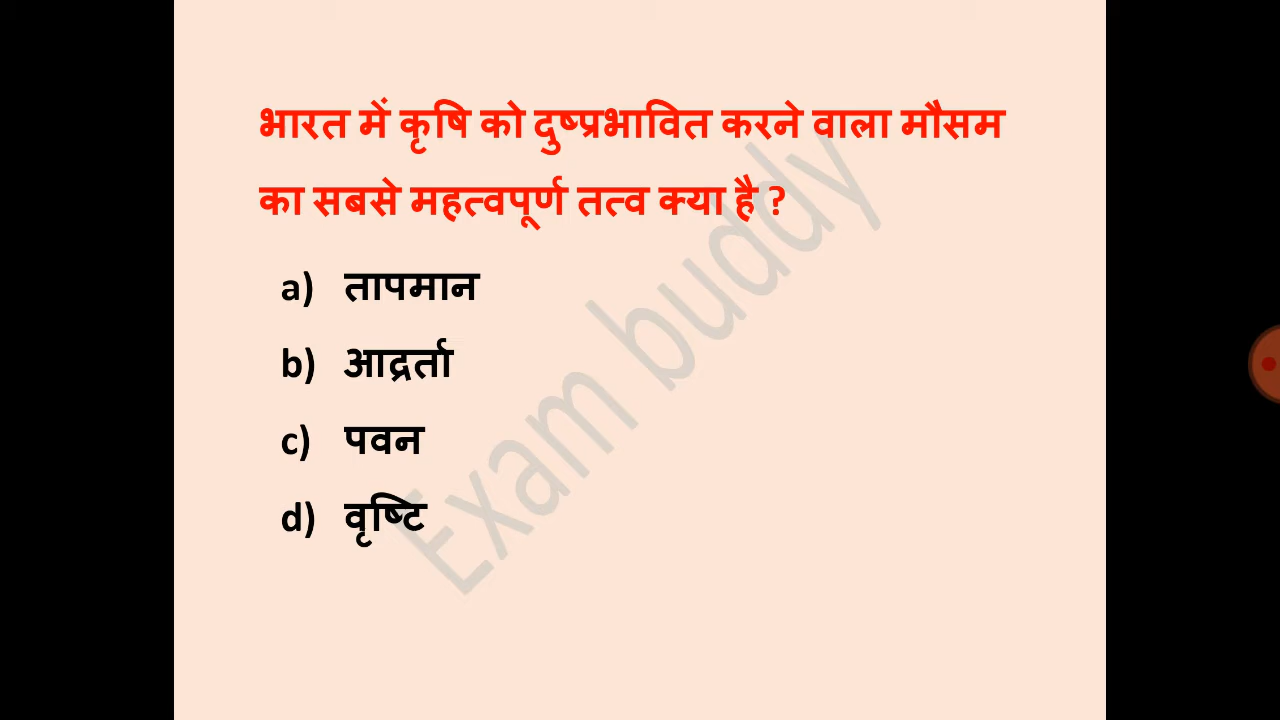 भारत में कृषि को दुष्प्रभावित करने वाला मौसम
का सबसे महत्वपूर्ण तत्व क्या है ?
a) तापमान
b) आद्रर्ता
c) पवन
d) वृष्टि
Exam buddy